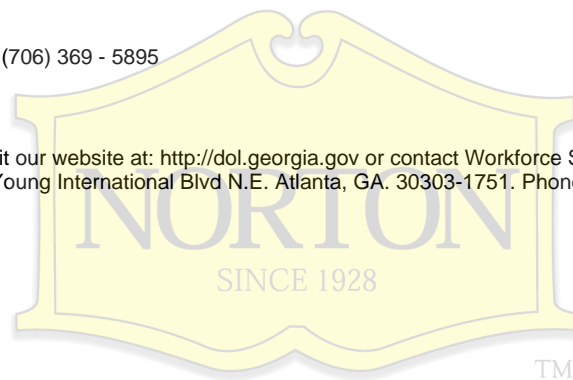 (706) 369 - 5895
it our website at: http://dol.georgia.gov or contact Workforce S
Young International Blvd N.E. Atlanta, GA. 30303-1751. Phon
NORTON
SINCE 1928
TM